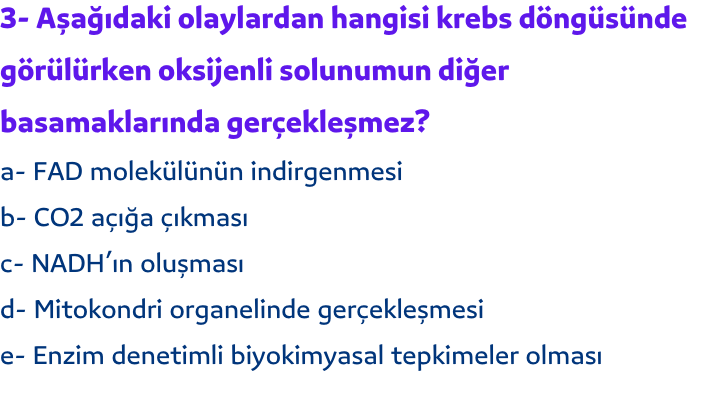 3- Aşağıdaki olaylardan hangisi krebs döngüsünde
görülürken oksijenli solunumun diğer
basamaklarında gerçekleşmez?
a- FAD molekülünün indirgenmesi
b- CO2 açığa çıkması
c- NADH’ın oluşması
d- Mitokondri organelinde gerçekleşmesi
e- Enzim denetimli biyokimyasal tepkimeler olması